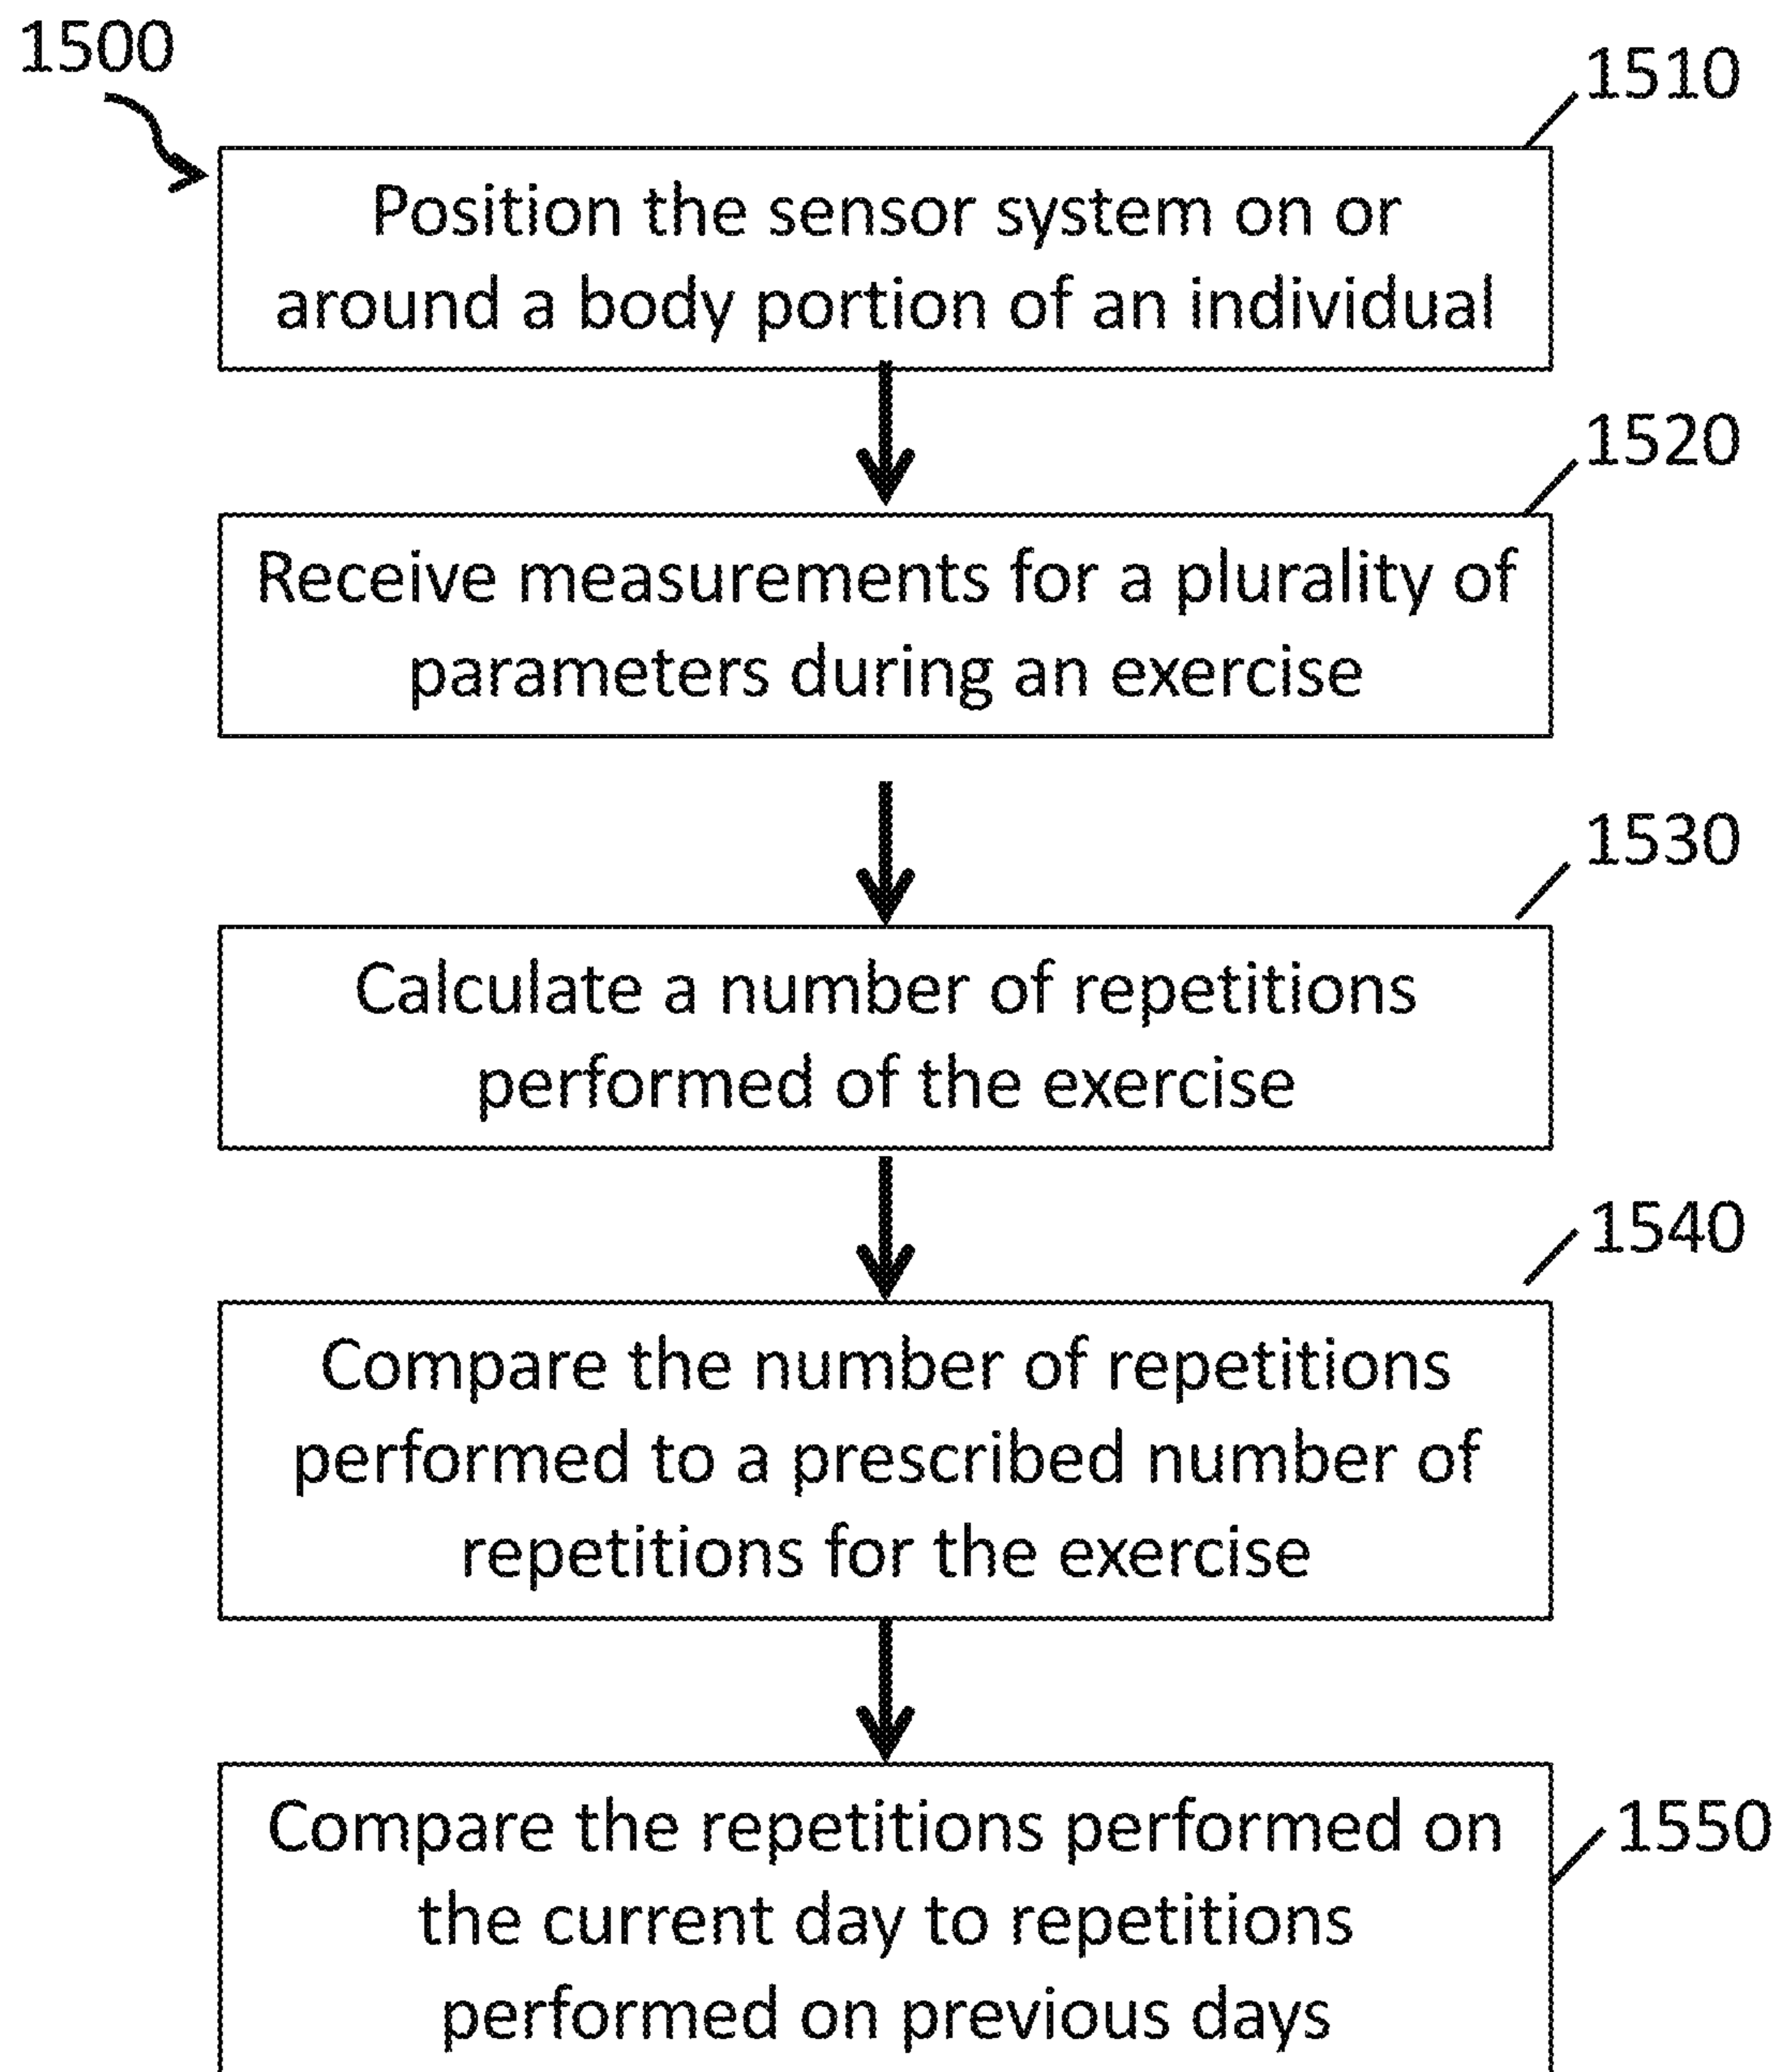 1500
1510
Position the sensor system on or
around a body portion of an individual
1520
Receive measurements for a plurality of
parameters during an exercise
1530
Calculate a number of repetitions
performed of the exercise
1540
Compare the number of repetitions
performed to a prescribed number of
repetitions for the exercise
1550
Compare the repetitions performed on
the current day to repetitions
performed on previous days